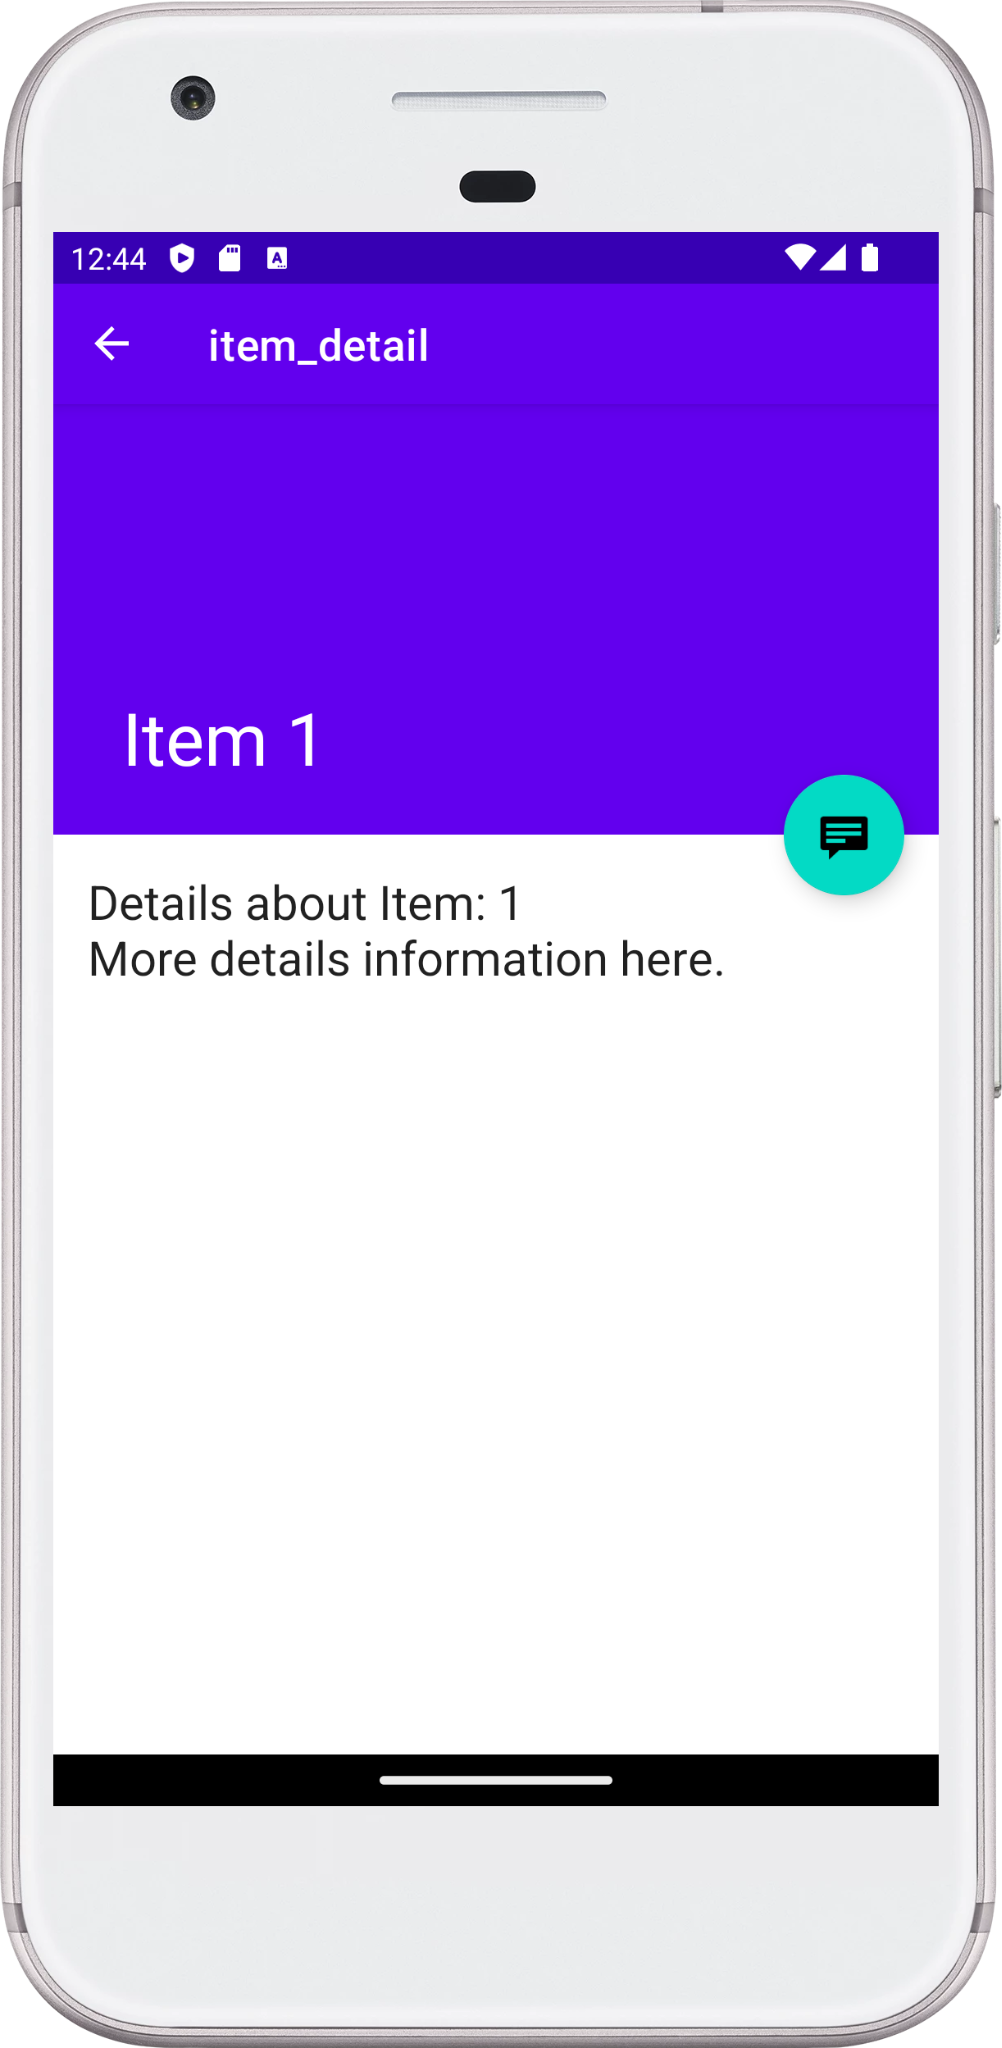 12:44
item_detail
Item 1
Details about Item: 1
More details information here.